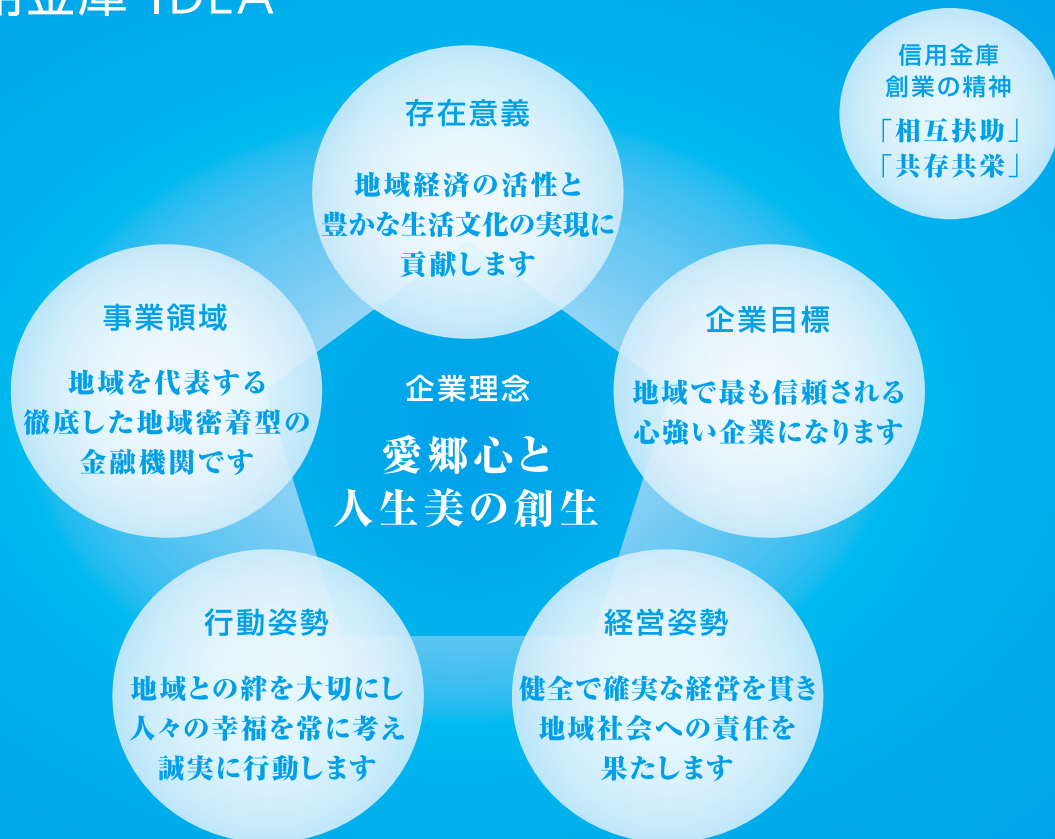 用金庫 IDEA
信用金庫
創業の精神
「相互扶助」
「共存共栄」
存在意義
地域経済の活性と
豊かな生活文化の実現に
貢献します
事業領域
地域を代表する
徹底した地域密着型の
金融機関です
企業理念
愛郷心と
人生美の創生
企業目標
地域で最も信頼される
心強い企業になります
行動姿勢
地域との絆を大切にし
人々の幸福を常に考え
誠実に行動します
経営姿勢
健全で確実な経営を貫き
地域社会への責任を
果たします